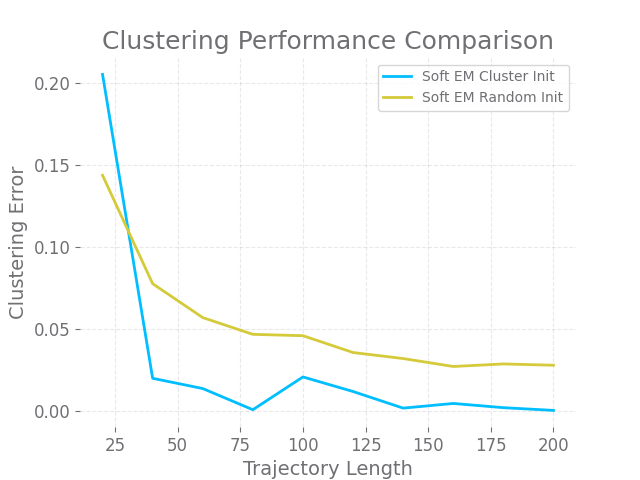 Clustering Performance Comparison
Soft EM Cluster Init
Soft EM Random Init
Clustering Error
0.20
0.15
0.10
0.05
0.00
25
50
75
100
125
150
175
200
Trajectory Length